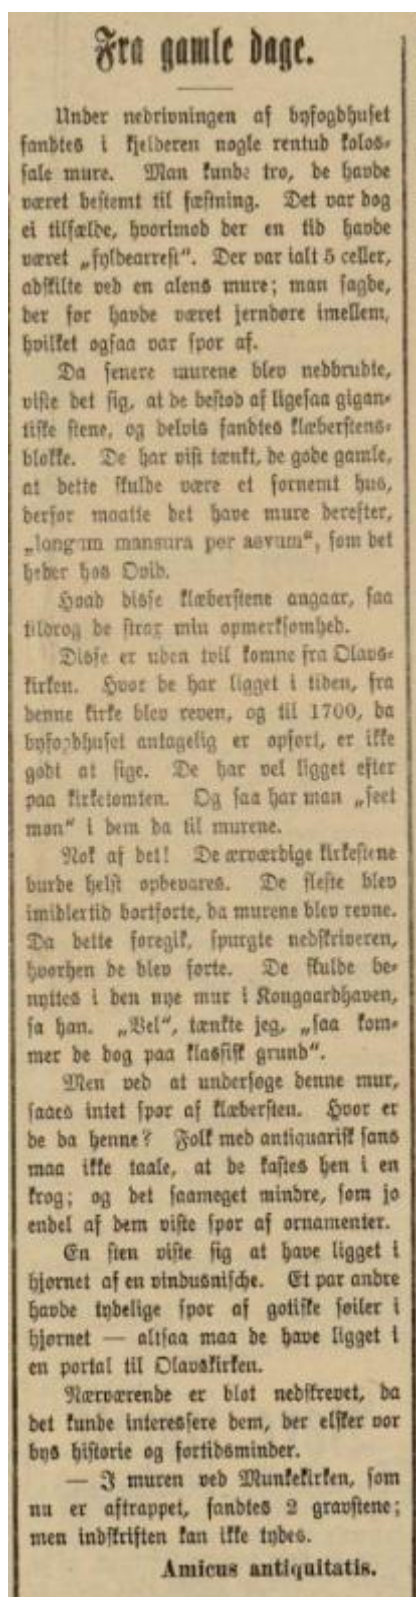 Fra gamle dage.
Under nedrivningen af byfogdhuset
fandtes i kjelderen nogle rentud kolos-
sale mure. Man kunde tro, de havde
været bestemt til fæstning. Det var dog
ei tilfælde, hvorimod der en tid havde
været „fyldearrest“. Der var ialt 5 celler,
adskilte ved en alens mure; man sagde,
der før havde været jerndøre imellem,
hvilket ogsaa var spor af.
Da senere murene blev nedbrudte,
viste det sig, at de bestod af ligesaa gigan-
tiske stene, og delvis fandtes klæberstens-
blokke. De har vist tænkt, de gode gamle,
at dette skulde være et fornemt hus,
derfor maatte det have mure derefter,
„longum mansura per aevum“, som det
heder hos Ovid.
Hvad disse klæberstene angaar, saa
tildrog de strax min opmerksomhed.
Disse er uden tvil komne fra Olavs-
kirken. Hvor de har ligget i tiden, fra
denne kirke blev reven, og til 1700, da
byfogdhuset antagelig er opført, er ikke
godt at sige. De har vel ligget efter
paa kirketomten. Og saa har man „seet
mon“ i dem da til murene.
Nok af det! De ærværdige kirkestene
burde helst opbevares. De fleste blev
imidlertid bortførte, da murene blev revne.
Da dette foregik, spurgte nedskriveren,
hvorhen de blev førte. De skulde be-
nyttes i den nye mur i Kongaardhaven,
sa han. „Vel“, tænkte jeg, „saa kom-
mer de dog paa klassisk grund“.
Men ved at undersøge denne mur,
saaes intet spor af klæbersten. Hvor er
de da henne? Folk med antiquarisk sans
maa ikke taale, at de kastes hen i en
krog; og det saameget mindre, som jo
endel af dem viste spor af ornamenter.
En sten viste sig at have ligget i
hjørnet af en vindusnische. Et par andre
havde tydelige spor af gotiske søiler i
hjørnet — altsaa maa de have ligget i
en portal til Olavskirken.
Nærværende er blot nedskrevet, da
det kunde interessere dem, der elsker vor
bys historie og fortidsminder.
— I muren ved Munkekirken, som
nu er aftrappet, fandtes 2 gravstene;
men indskriften kan ikke tydes.
Amicus antiquitatis.